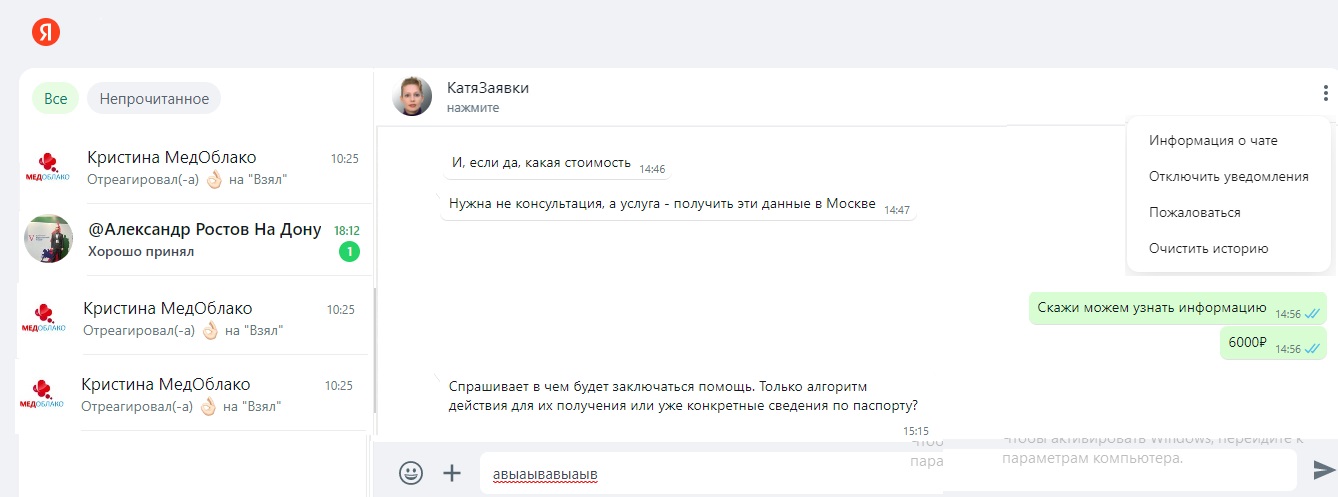 Я
Все
Непрочитанное
Кристина МедОблако 10:25
МЕДОБЛАКО
Отреагировал(-а) 👌🏻 на "Взял"
@Александр Ростов На Дону 18:12
Хорошо принял 1
Кристина МедОблако 10:25
МЕДОБЛАКО
Отреагировал(-а) 👌🏻 на "Взял"
Кристина МедОблако 10:25
МЕДОБЛАКО
Отреагировал(-а) 👌🏻 на "Взял"
КатяЗаявки
нажмите
Информация о чате
Отключить уведомления
Пожаловаться
Очистить историю
И, если да, какая стоимость 14:46
Нужна не консультация, а услуга - получить эти данные в Москве 14:47
Скажи можем узнать информацию 14:56
6000₽ 14:56
Спрашивает в чем будет заключаться помощь. Только алгоритм
действия для их получения или уже конкретные сведения по паспорту?
15:15
Чтобы активировать Windows, перейдите к
параметрам компьютера.
Чтоб
пара
авыаывавыаыв